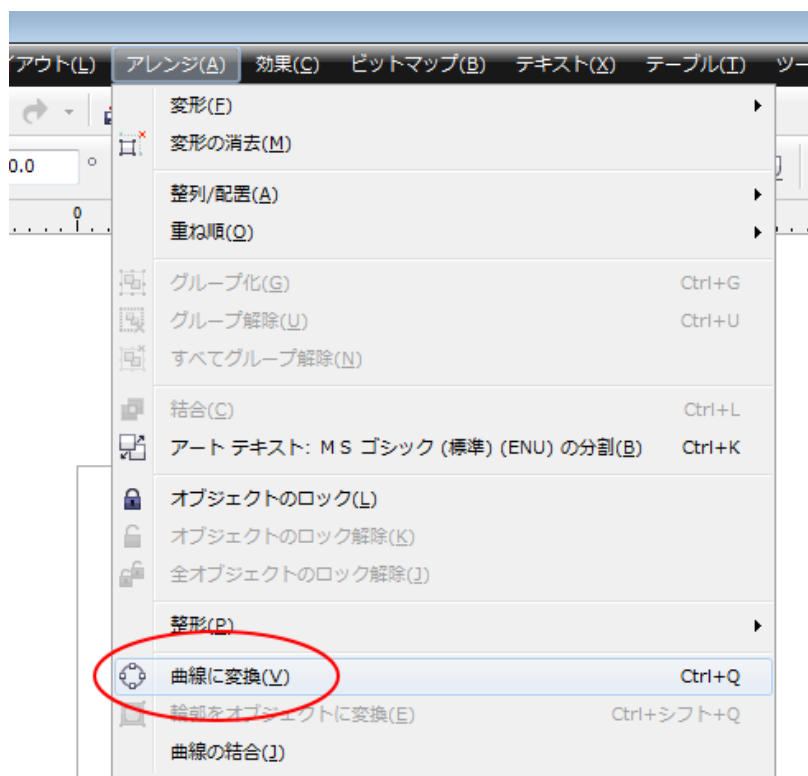 イアウト(L) アレンジ(A) 効果(C) ビットマップ(B) テキスト(X) テーブル(T) ツー
変形(F)
変形の消去(M)
0.0 °
整列/配置(A)
0
重ね順(O)
グループ化(G) Ctrl+G
グループ解除(U) Ctrl+U
すべてグループ解除(N)
結合(C) Ctrl+L
アート テキスト: ＭＳ ゴシック (標準) (ENU) の分割(B) Ctrl+K
オブジェクトのロック(L)
オブジェクトのロック解除(K)
全オブジェクトのロック解除(J)
整形(P)
曲線に変換(V) Ctrl+Q
輪郭をオブジェクトに変換(E) Ctrl+シフト+Q
曲線の結合(J)